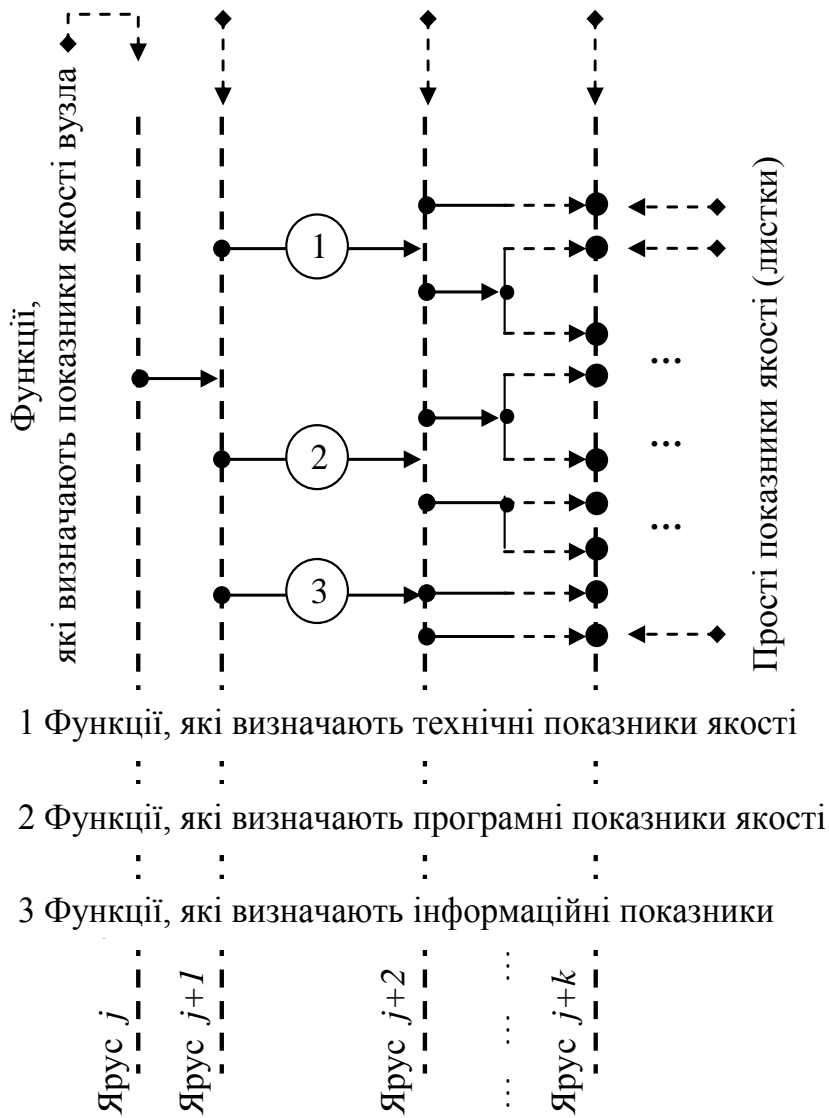 Функції,
які визначають показники якості вузла
1
2
3
...
...
...
Прості показники якості (листки)
1 Функції, які визначають технічні показники якості
2 Функції, які визначають програмні показники якості
3 Функції, які визначають інформаційні показники
Ярус j
Ярус j+1
Ярус j+2
... ... ...
Ярус j+k